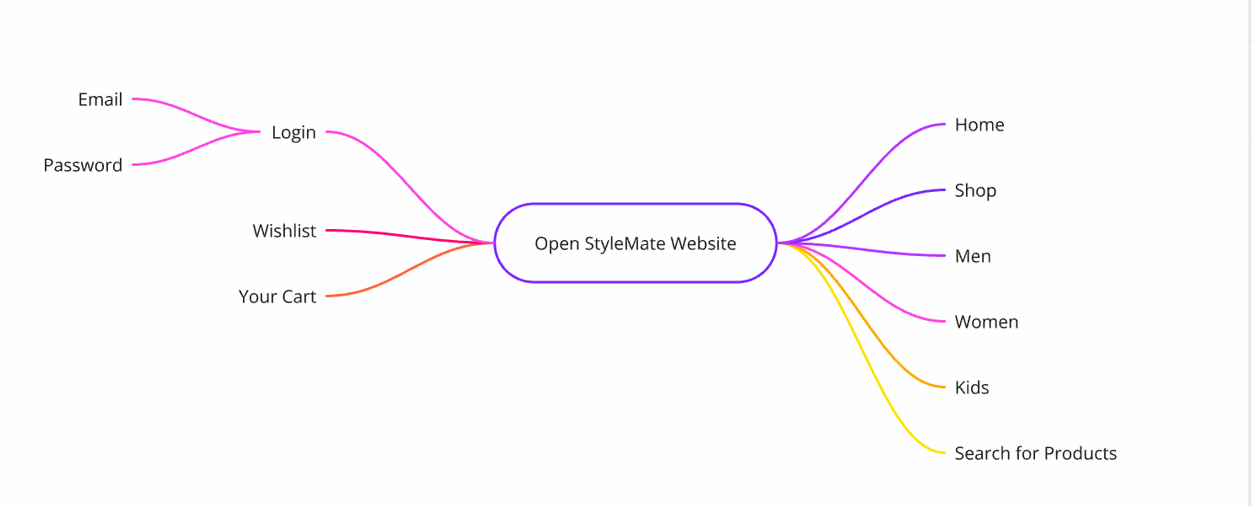 Email
Password
Login
Wishlist
Your Cart
Open StyleMate Website
Home
Shop
Men
Women
Kids
Search for Products